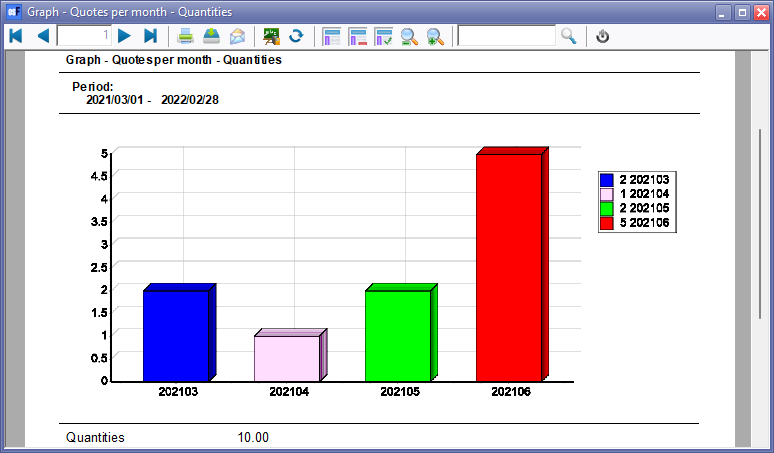 Graph - Quotes per month - Quantities
1
Graph - Quotes per month - Quantities
Period:
2021/03/01 - 2022/02/28
5
4.5
4
3.5
3
2.5
2
1.5
1
0.5
0
202103 202104 202105 202106
2 202103
1 202104
2 202105
5 202106
Quantities 10.00